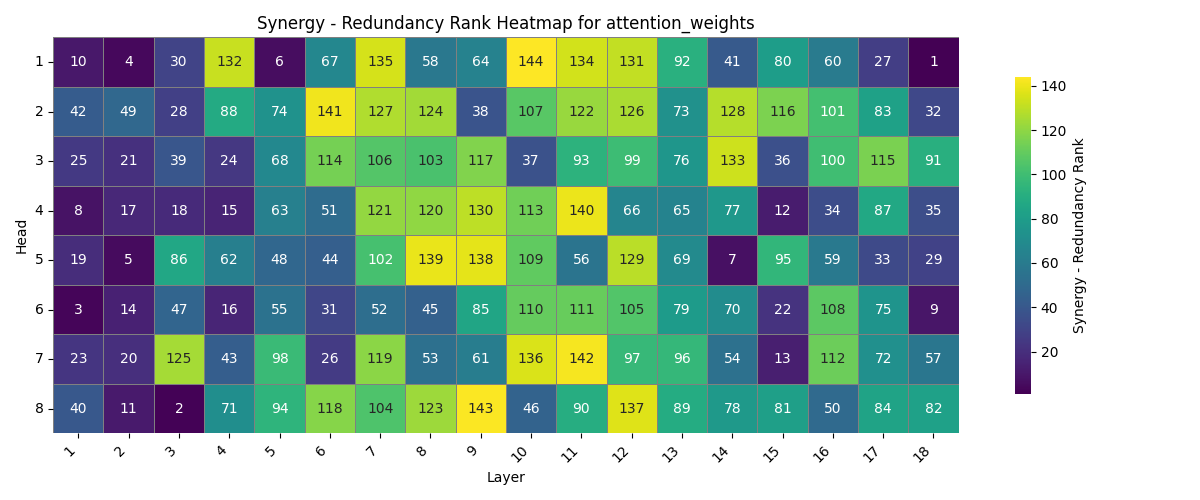 Synergy - Redundancy Rank Heatmap for attention_weights
Head
1 10 4 30 132 6 67 135 58 64 144 134 131 92 41 80 60 27 1
2 42 49 28 88 74 141 127 124 38 107 122 126 73 128 116 101 83 32
3 25 21 39 24 68 114 106 103 117 37 93 99 76 133 36 100 115 91
4 8 17 18 15 63 51 121 120 130 113 140 66 65 77 12 34 87 35
5 19 5 86 62 48 44 102 139 138 109 56 129 69 7 95 59 33 29
6 3 14 47 16 55 31 52 45 85 110 111 105 79 70 22 108 75 9
7 23 20 125 43 98 26 119 53 61 136 142 97 96 54 13 112 72 57
8 40 11 2 71 94 118 104 123 143 46 90 137 89 78 81 50 84 82
1 2 3 4 5 6 7 8 9 10 11 12 13 14 15 16 17 18
Layer
140
120
100
80
60
40
20
Synergy - Redundancy Rank